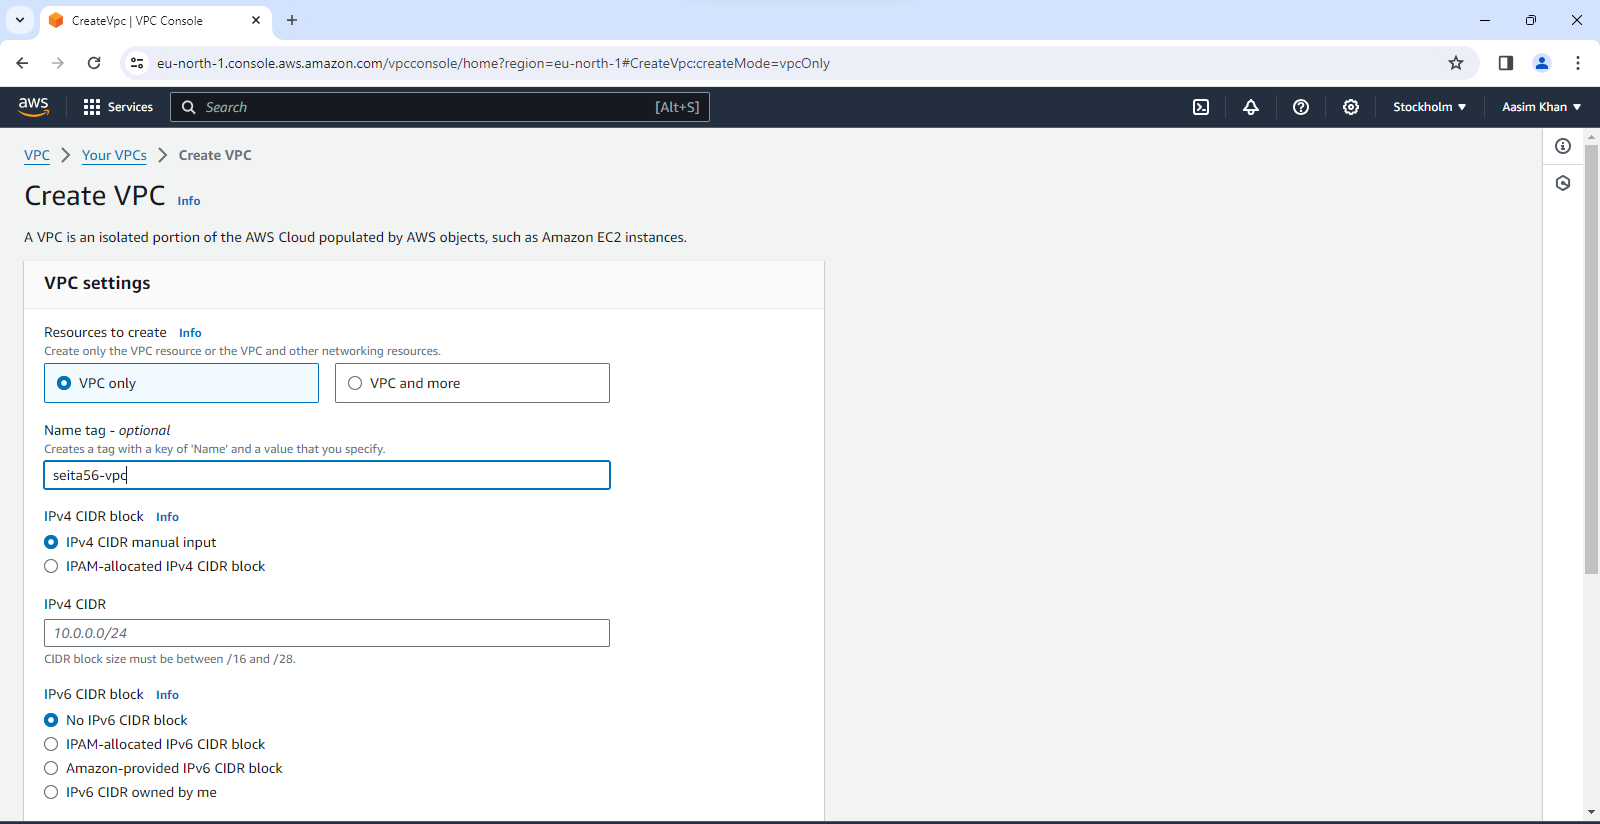 CreateVpc | VPC Console
eu-north-1.console.aws.amazon.com/vpcconsole/home?region=eu-north-1#CreateVpc:createMode=vpcOnly
aws Services Search [Alt+S] Stockholm Aasim Khan
VPC Your VPCs Create VPC
Create VPC Info
A VPC is an isolated portion of the AWS Cloud populated by AWS objects, such as Amazon EC2 instances.
VPC settings
Resources to create Info
Create only the VPC resource or the VPC and other networking resources.
VPC only VPC and more
Name tag - optional
Creates a tag with a key of 'Name' and a value that you specify.
seita56-vpc
IPv4 CIDR block Info
IPv4 CIDR manual input
IPAM-allocated IPv4 CIDR block
IPv4 CIDR
10.0.0.0/24
CIDR block size must be between /16 and /28.
IPv6 CIDR block Info
No IPv6 CIDR block
IPAM-allocated IPv6 CIDR block
Amazon-provided IPv6 CIDR block
IPv6 CIDR owned by me